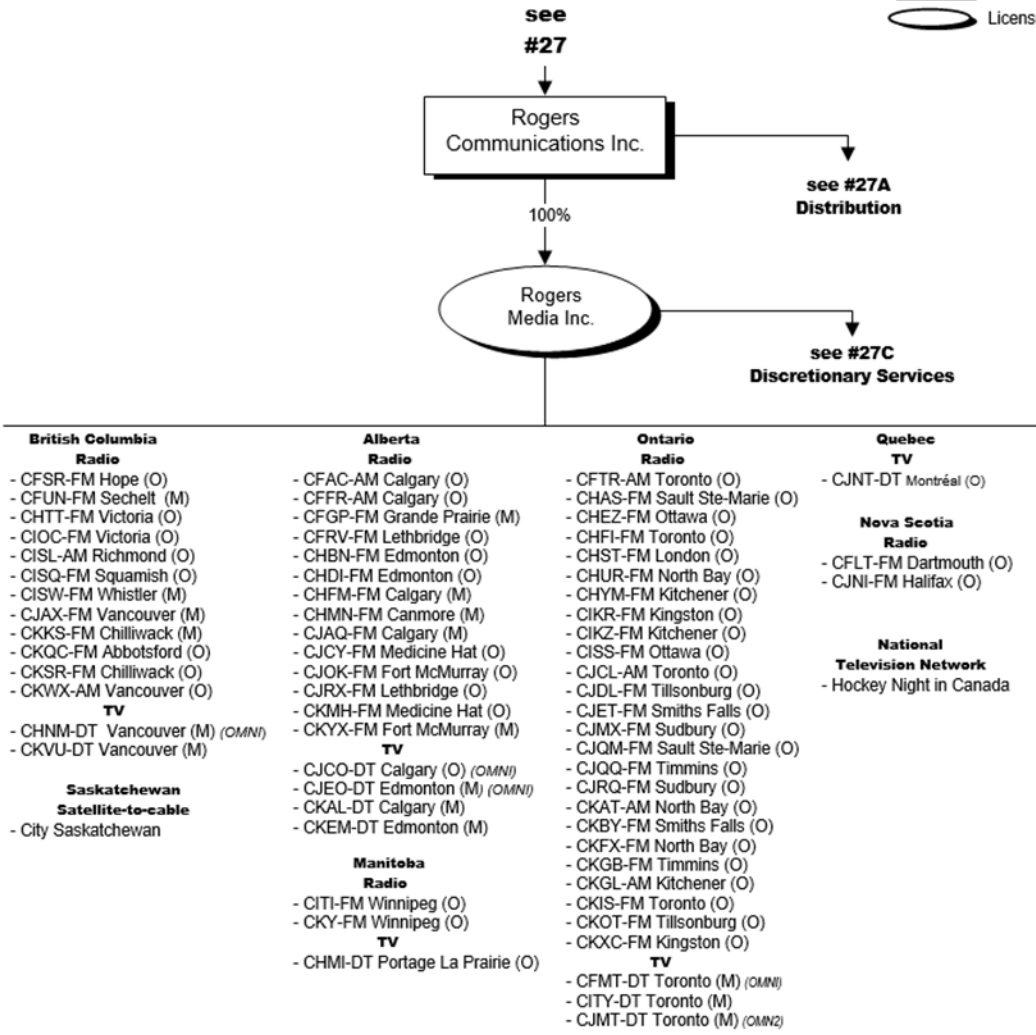 see
#27
Licens
Rogers
Communications Inc.
see #27A
Distribution
100%
Rogers
Media Inc.
see #27C
Discretionary Services
British Columbia
Radio
- CFSR-FM Hope (O)
- CFUN-FM Sechelt (M)
- CHTT-FM Victoria (O)
- CIOC-FM Victoria (O)
- CISL-AM Richmond (O)
- CISQ-FM Squamish (O)
- CISW-FM Whistler (M)
- CJAX-FM Vancouver (M)
- CKKS-FM Chilliwack (M)
- CKQC-FM Abbotsford (O)
- CKSR-FM Chilliwack (O)
- CKWX-AM Vancouver (O)
TV
- CHNM-DT Vancouver (M) (OMNI)
- CKVU-DT Vancouver (M)
Saskatchewan
Satellite-to-cable
- City Saskatchewan
Alberta
Radio
- CFAC-AM Calgary (O)
- CFFR-AM Calgary (O)
- CFGP-FM Grande Prairie (M)
- CFRV-FM Lethbridge (O)
- CHBN-FM Edmonton (O)
- CHDI-FM Edmonton (O)
- CHFM-FM Calgary (M)
- CHMN-FM Canmore (M)
- CJAQ-FM Calgary (M)
- CJCY-FM Medicine Hat (O)
- CJOK-FM Fort McMurray (O)
- CJRX-FM Lethbridge (O)
- CKMH-FM Medicine Hat (O)
- CKYX-FM Fort McMurray (M)
TV
- CJCO-DT Calgary (O) (OMNI)
- CJEO-DT Edmonton (M) (OMNI)
- CKAL-DT Calgary (M)
- CKEM-DT Edmonton (M)
Manitoba
Radio
- CITI-FM Winnipeg (O)
- CKY-FM Winnipeg (O)
TV
- CHMI-DT Portage La Prairie (O)
Ontario
Radio
- CFTR-AM Toronto (O)
- CHAS-FM Sault Ste-Marie (O)
- CHEZ-FM Ottawa (O)
- CHFI-FM Toronto (O)
- CHST-FM London (O)
- CHUR-FM North Bay (O)
- CHYM-FM Kitchener (O)
- CIKR-FM Kingston (O)
- CIKZ-FM Kitchener (O)
- CISS-FM Ottawa (O)
- CJCL-AM Toronto (O)
- CJDL-FM Tillsonburg (O)
- CJET-FM Smiths Falls (O)
- CJMX-FM Sudbury (O)
- CJQM-FM Sault Ste-Marie (O)
- CJQQ-FM Timmins (O)
- CJRQ-FM Sudbury (O)
- CKAT-AM North Bay (O)
- CKBY-FM Smiths Falls (O)
- CKFX-FM North Bay (O)
- CKGB-FM Timmins (O)
- CKGL-AM Kitchener (O)
- CKIS-FM Toronto (O)
- CKOT-FM Tillsonburg (O)
- CKXC-FM Kingston (O)
TV
- CFMT-DT Toronto (M) (OMNI)
- CITY-DT Toronto (M)
- CJMT-DT Toronto (M) (OMN2)
Quebec
TV
- CJNT-DT Montréal (O)
Nova Scotia
Radio
- CFLT-FM Dartmouth (O)
- CJNI-FM Halifax (O)
National
Television Network
- Hockey Night in Canada